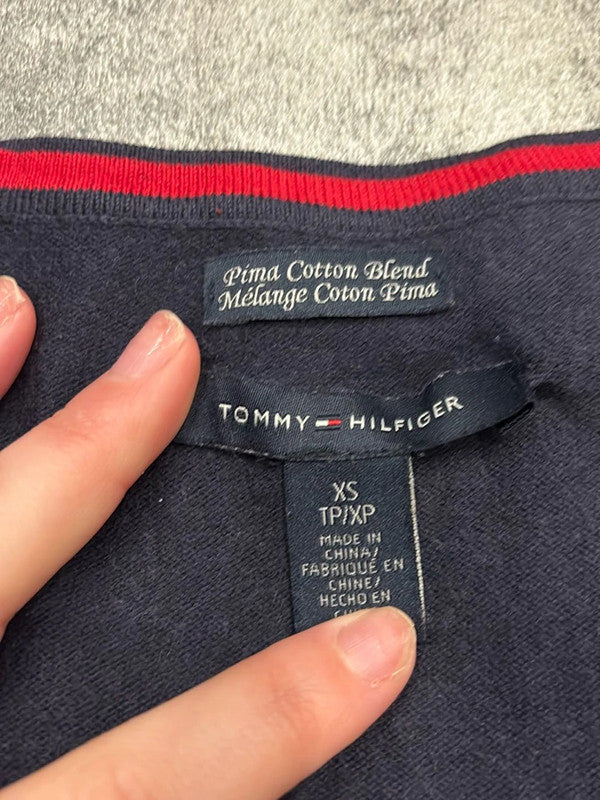 Pima Cotton Blend
Mélange Coton Pima
TOMMY HILFIGER
XS
TP/XP
MADE IN
CHINA/
FABRIQUÉ EN
CHINE/
HECHO EN